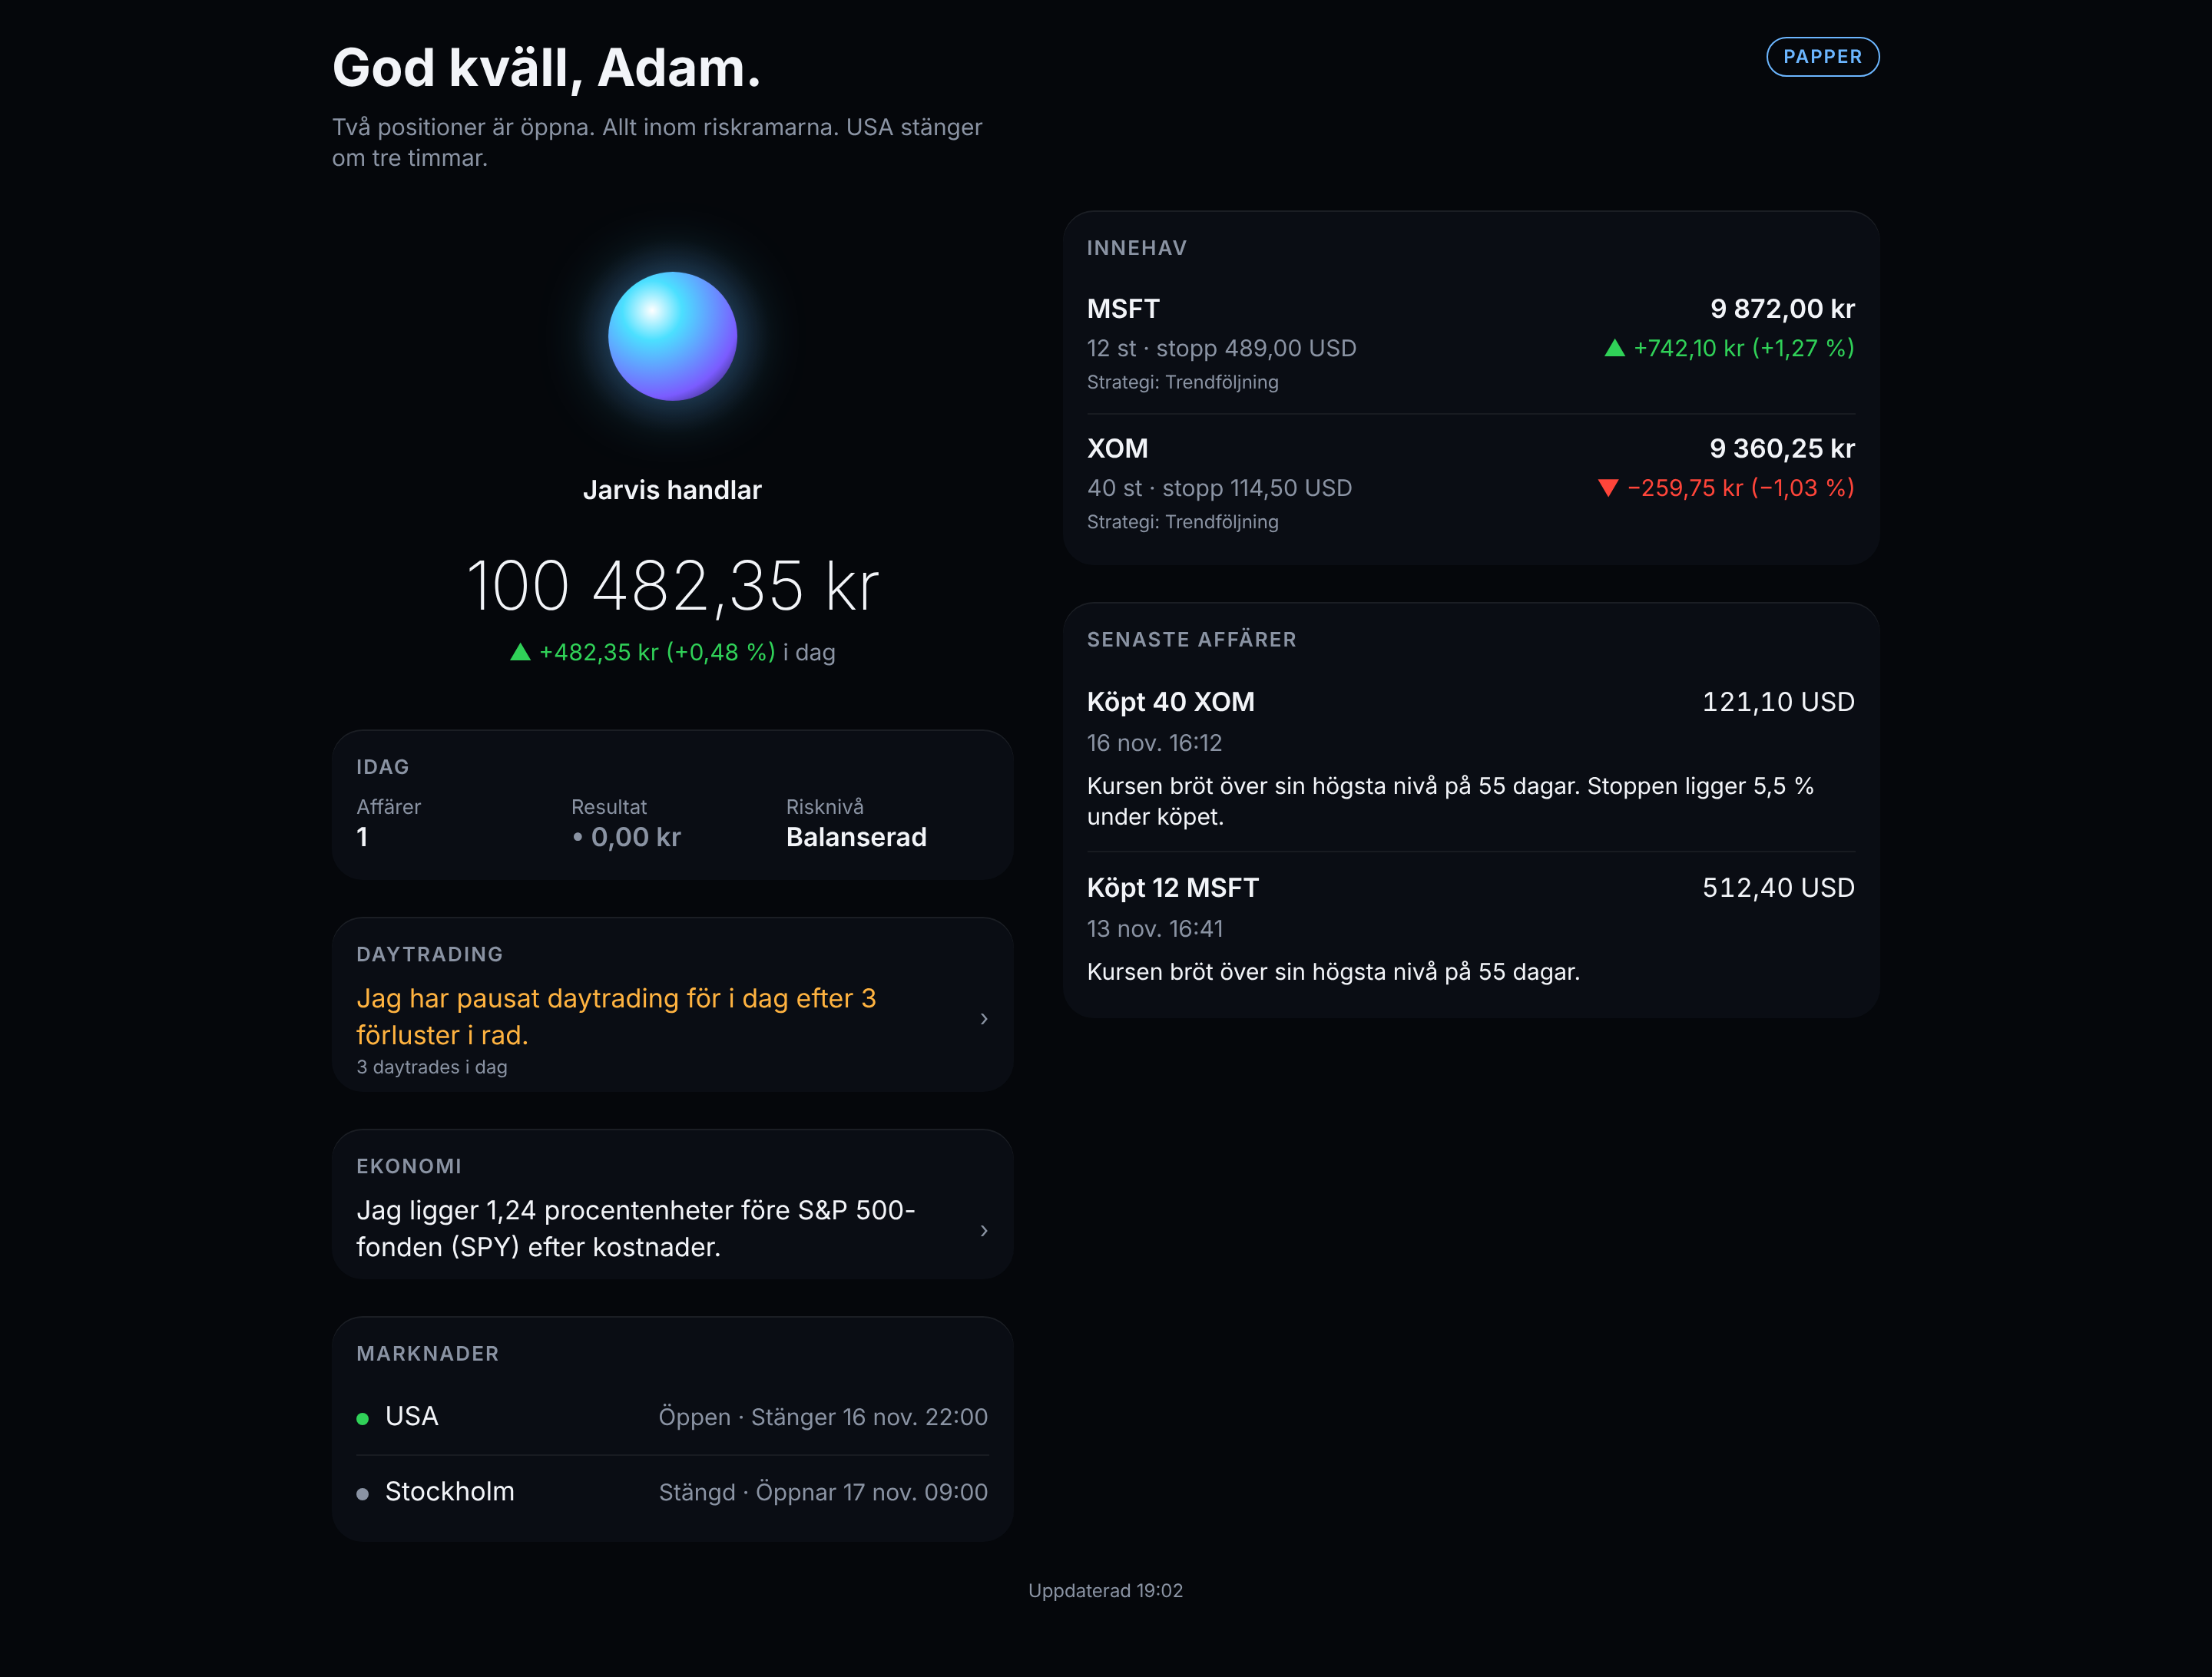 God kväll, Adam.
PAPPER
Två positioner är öppna. Allt inom riskramarna. USA stänger
om tre timmar.
Jarvis handlar
100 482,35 kr
▲ +482,35 kr (+0,48 %) i dag
IDAG
Affärer Resultat Risknivå
1 • 0,00 kr Balanserad
DAYTRADING
Jag har pausat daytrading för i dag efter 3
förluster i rad.
›
3 daytrades i dag
EKONOMI
Jag ligger 1,24 procentenheter före S&P 500-
fonden (SPY) efter kostnader.
›
MARKNADER
USA Öppen · Stänger 16 nov. 22:00
Stockholm Stängd · Öppnar 17 nov. 09:00
INNEHAV
MSFT 9 872,00 kr
12 st · stopp 489,00 USD ▲ +742,10 kr (+1,27 %)
Strategi: Trendföljning
XOM 9 360,25 kr
40 st · stopp 114,50 USD ▼ −259,75 kr (−1,03 %)
Strategi: Trendföljning
SENASTE AFFÄRER
Köpt 40 XOM 121,10 USD
16 nov. 16:12
Kursen bröt över sin högsta nivå på 55 dagar. Stoppen ligger 5,5 %
under köpet.
Köpt 12 MSFT 512,40 USD
13 nov. 16:41
Kursen bröt över sin högsta nivå på 55 dagar.
Uppdaterad 19:02